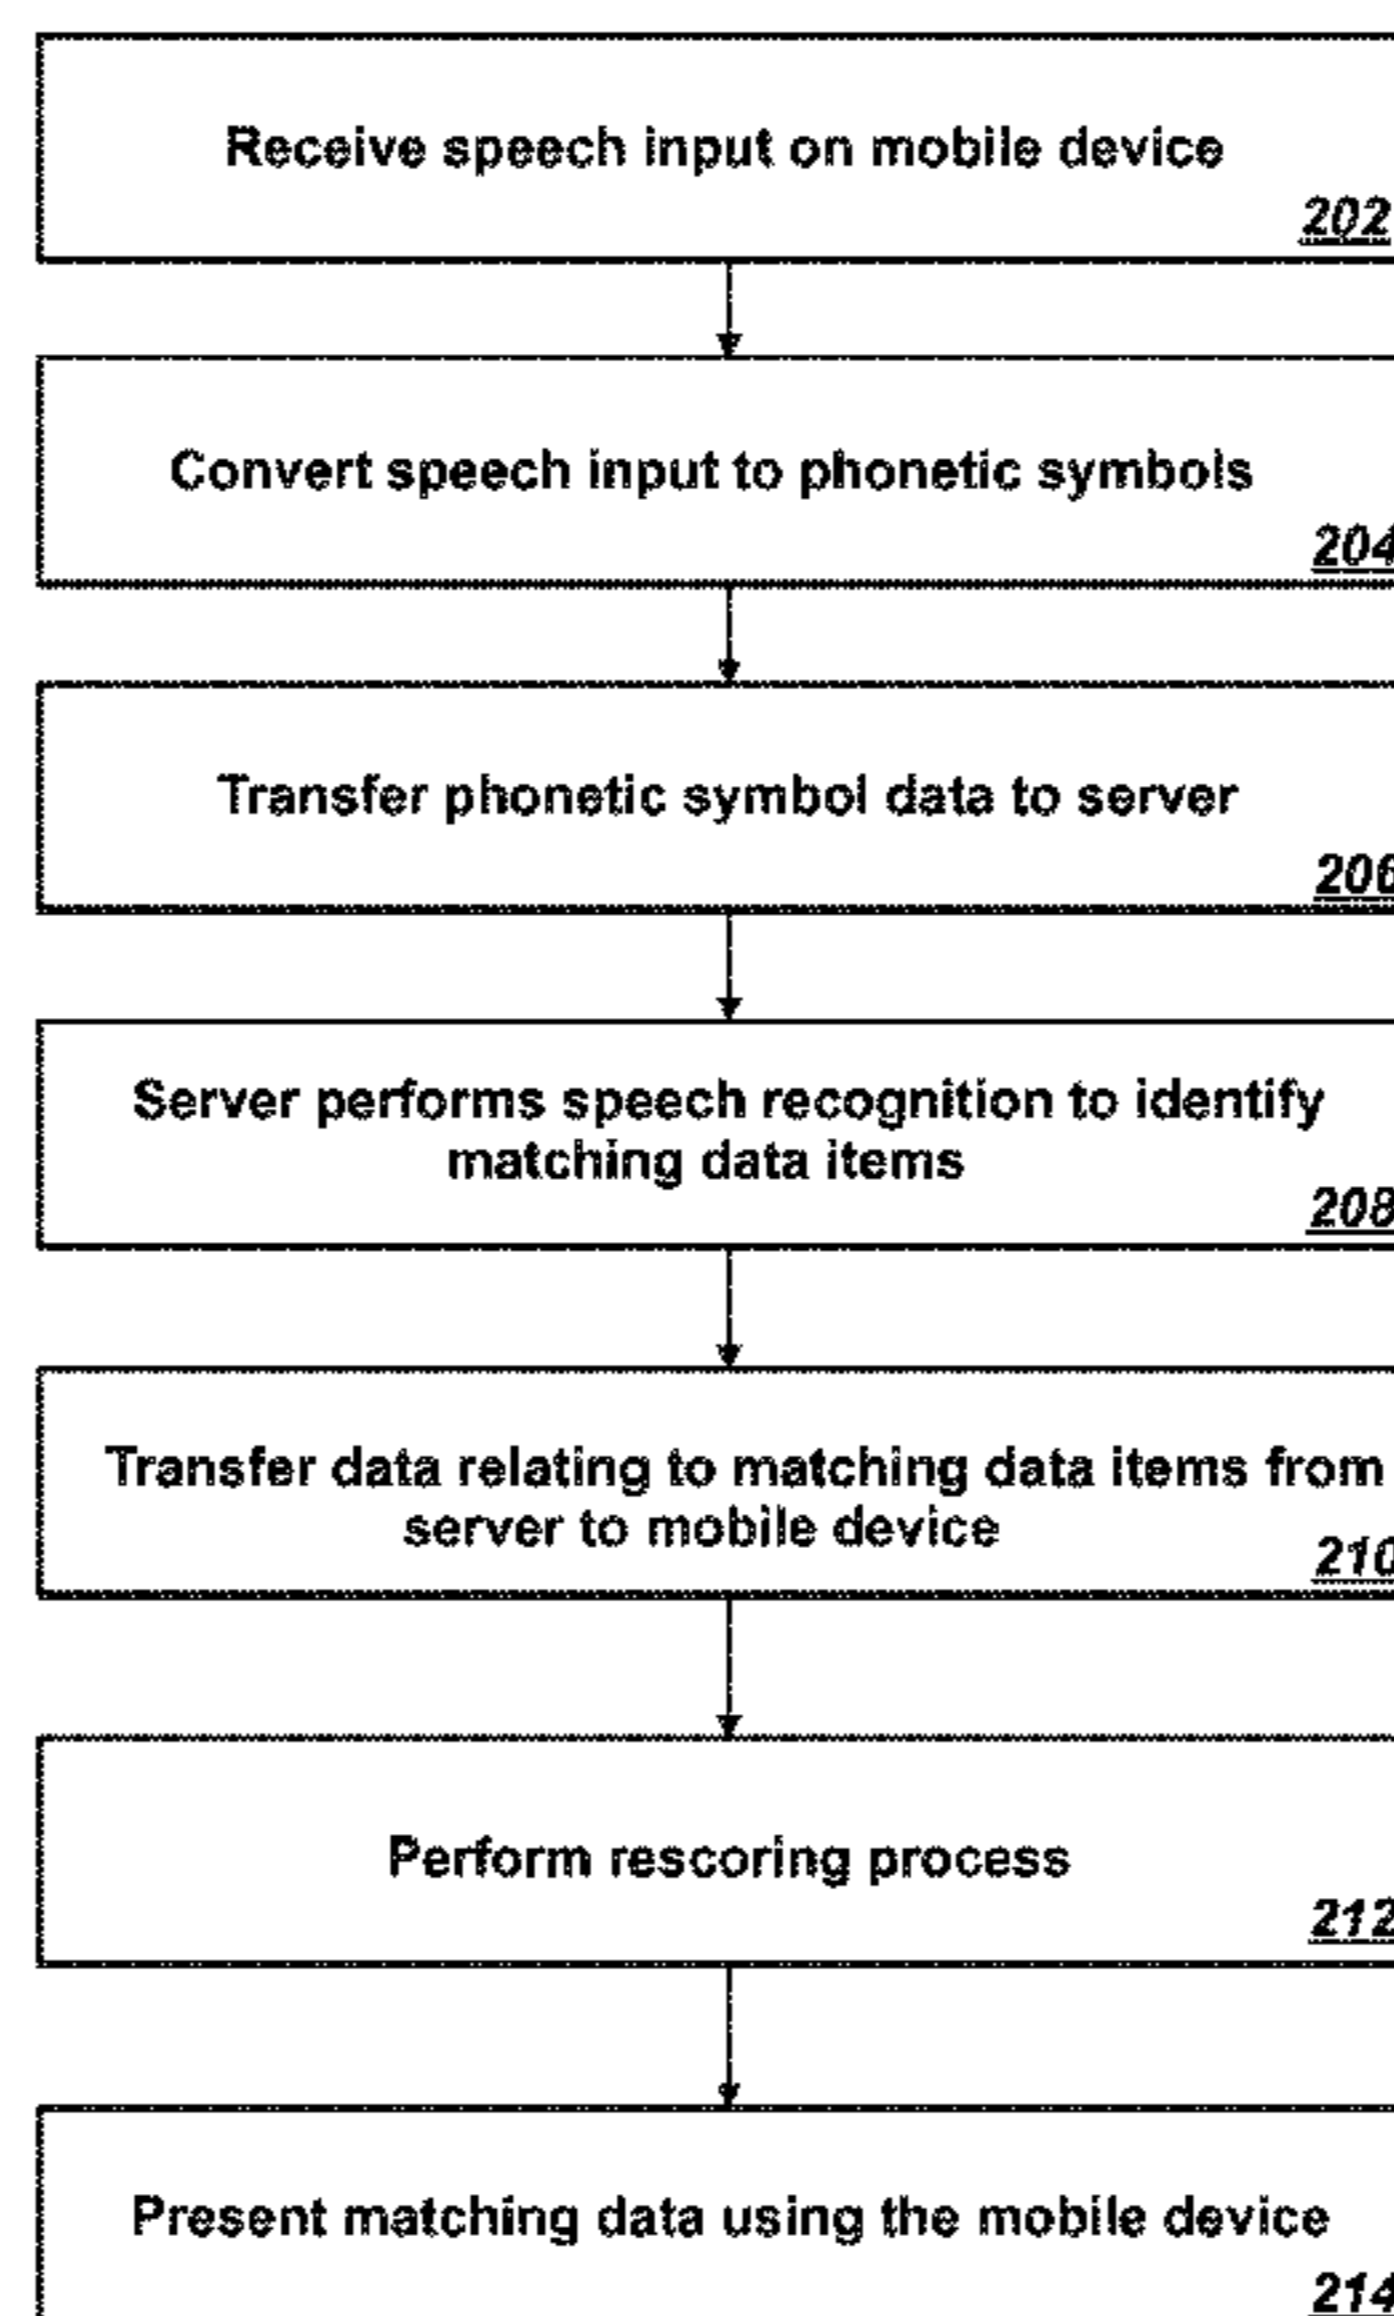 Receive speech input on mobile device
202
Convert speech input to phonetic symbols
204
Transfer phonetic symbol data to server
206
Server performs speech recognition to identify
matching data items
208
Transfer data relating to matching data items from
server to mobile device
210
Perform rescoring process
212
Present matching data using the mobile device
214